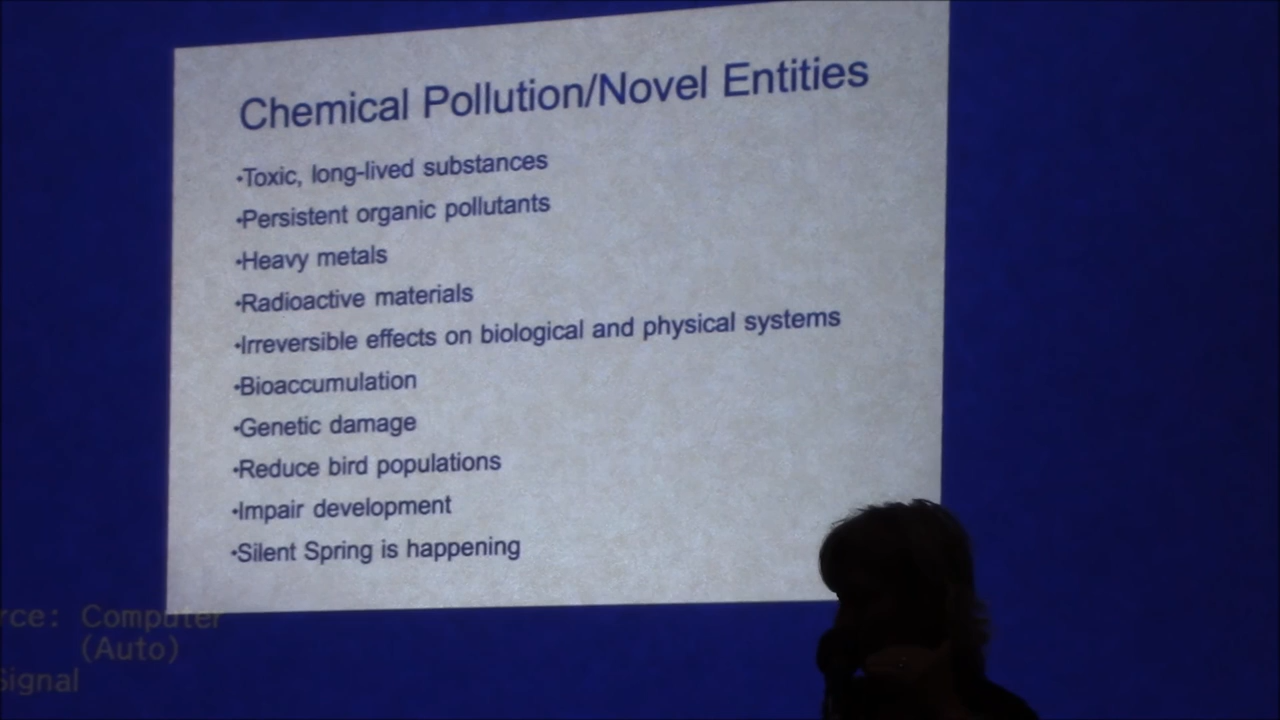 Chemical Pollution/Novel Entities
•Toxic, long-lived substances
•Persistent organic pollutants
•Heavy metals
•Radioactive materials
•Irreversible effects on biological and physical systems
•Bioaccumulation
•Genetic damage
•Reduce bird populations
•Impair development
•Silent Spring is happening
rce: Computer
(Auto)
Signal